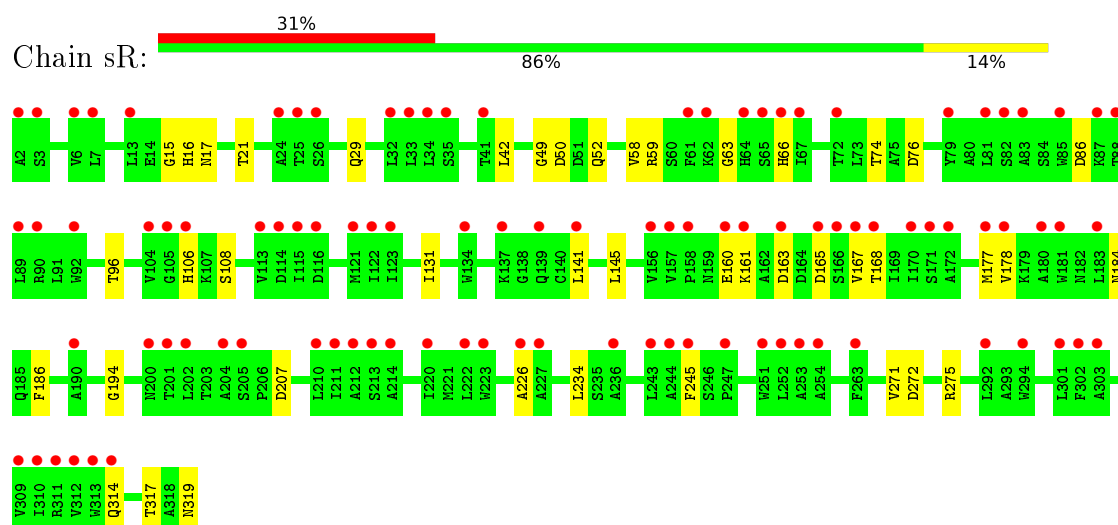 31%
Chain sR:
86%
14%
A2 S3 V6 L7 L13 E14 G15 H16 N17 T21 A24 T25 S26 Q29 L32 L33 L34 S35 T41 L42 G49 D50 D51 Q52 V58 R59 S60 F61 K62 G63 H64 S65 H66 I67 T72 L73 T74 A75 D76 Y79 A80 L81 S82 A83 S84 W85 D86 K87 T88
L89 R90 L91 W92 T96 V104 G105 H106 K107 S108 V113 D114 I115 D116 M121 I122 I123 I131 W134 K137 G138 Q139 C140 L141 L145 V156 V157 P158 N159 E160 K161 A162 D163 D164 D165 S166 V167 T168 I169 I170 S171 A172 M177 V178 K179 A180 W181 N182 L183 N184
Q185 F186 A190 G194 N200 T201 L202 T203 A204 S205 P206 D207 L210 I211 A212 S213 A214 I220 M221 L222 W223 A226 A227 L234 S235 A236 L243 A244 F245 S246 P247 W251 L252 A253 A254 F263 V271 D272 R275 L292 A293 W294 L301 F302 A303
V309 I310 R311 V312 W313 Q314 T317 A318 N319